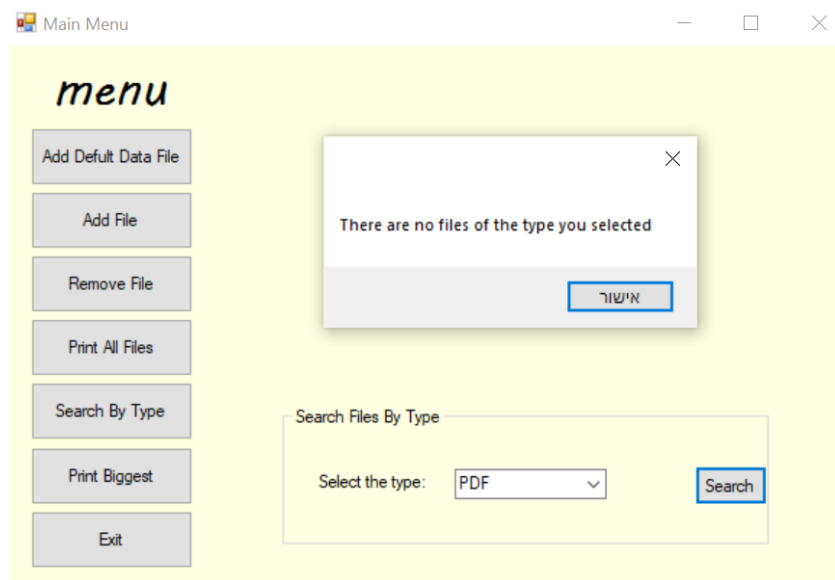 Main Menu
menu
Add Defult Data File
Add File
Remove File
Print All Files
Search By Type
Print Biggest
Exit
There are no files of the type you selected
אישור
Search Files By Type
Select the type: PDF Search